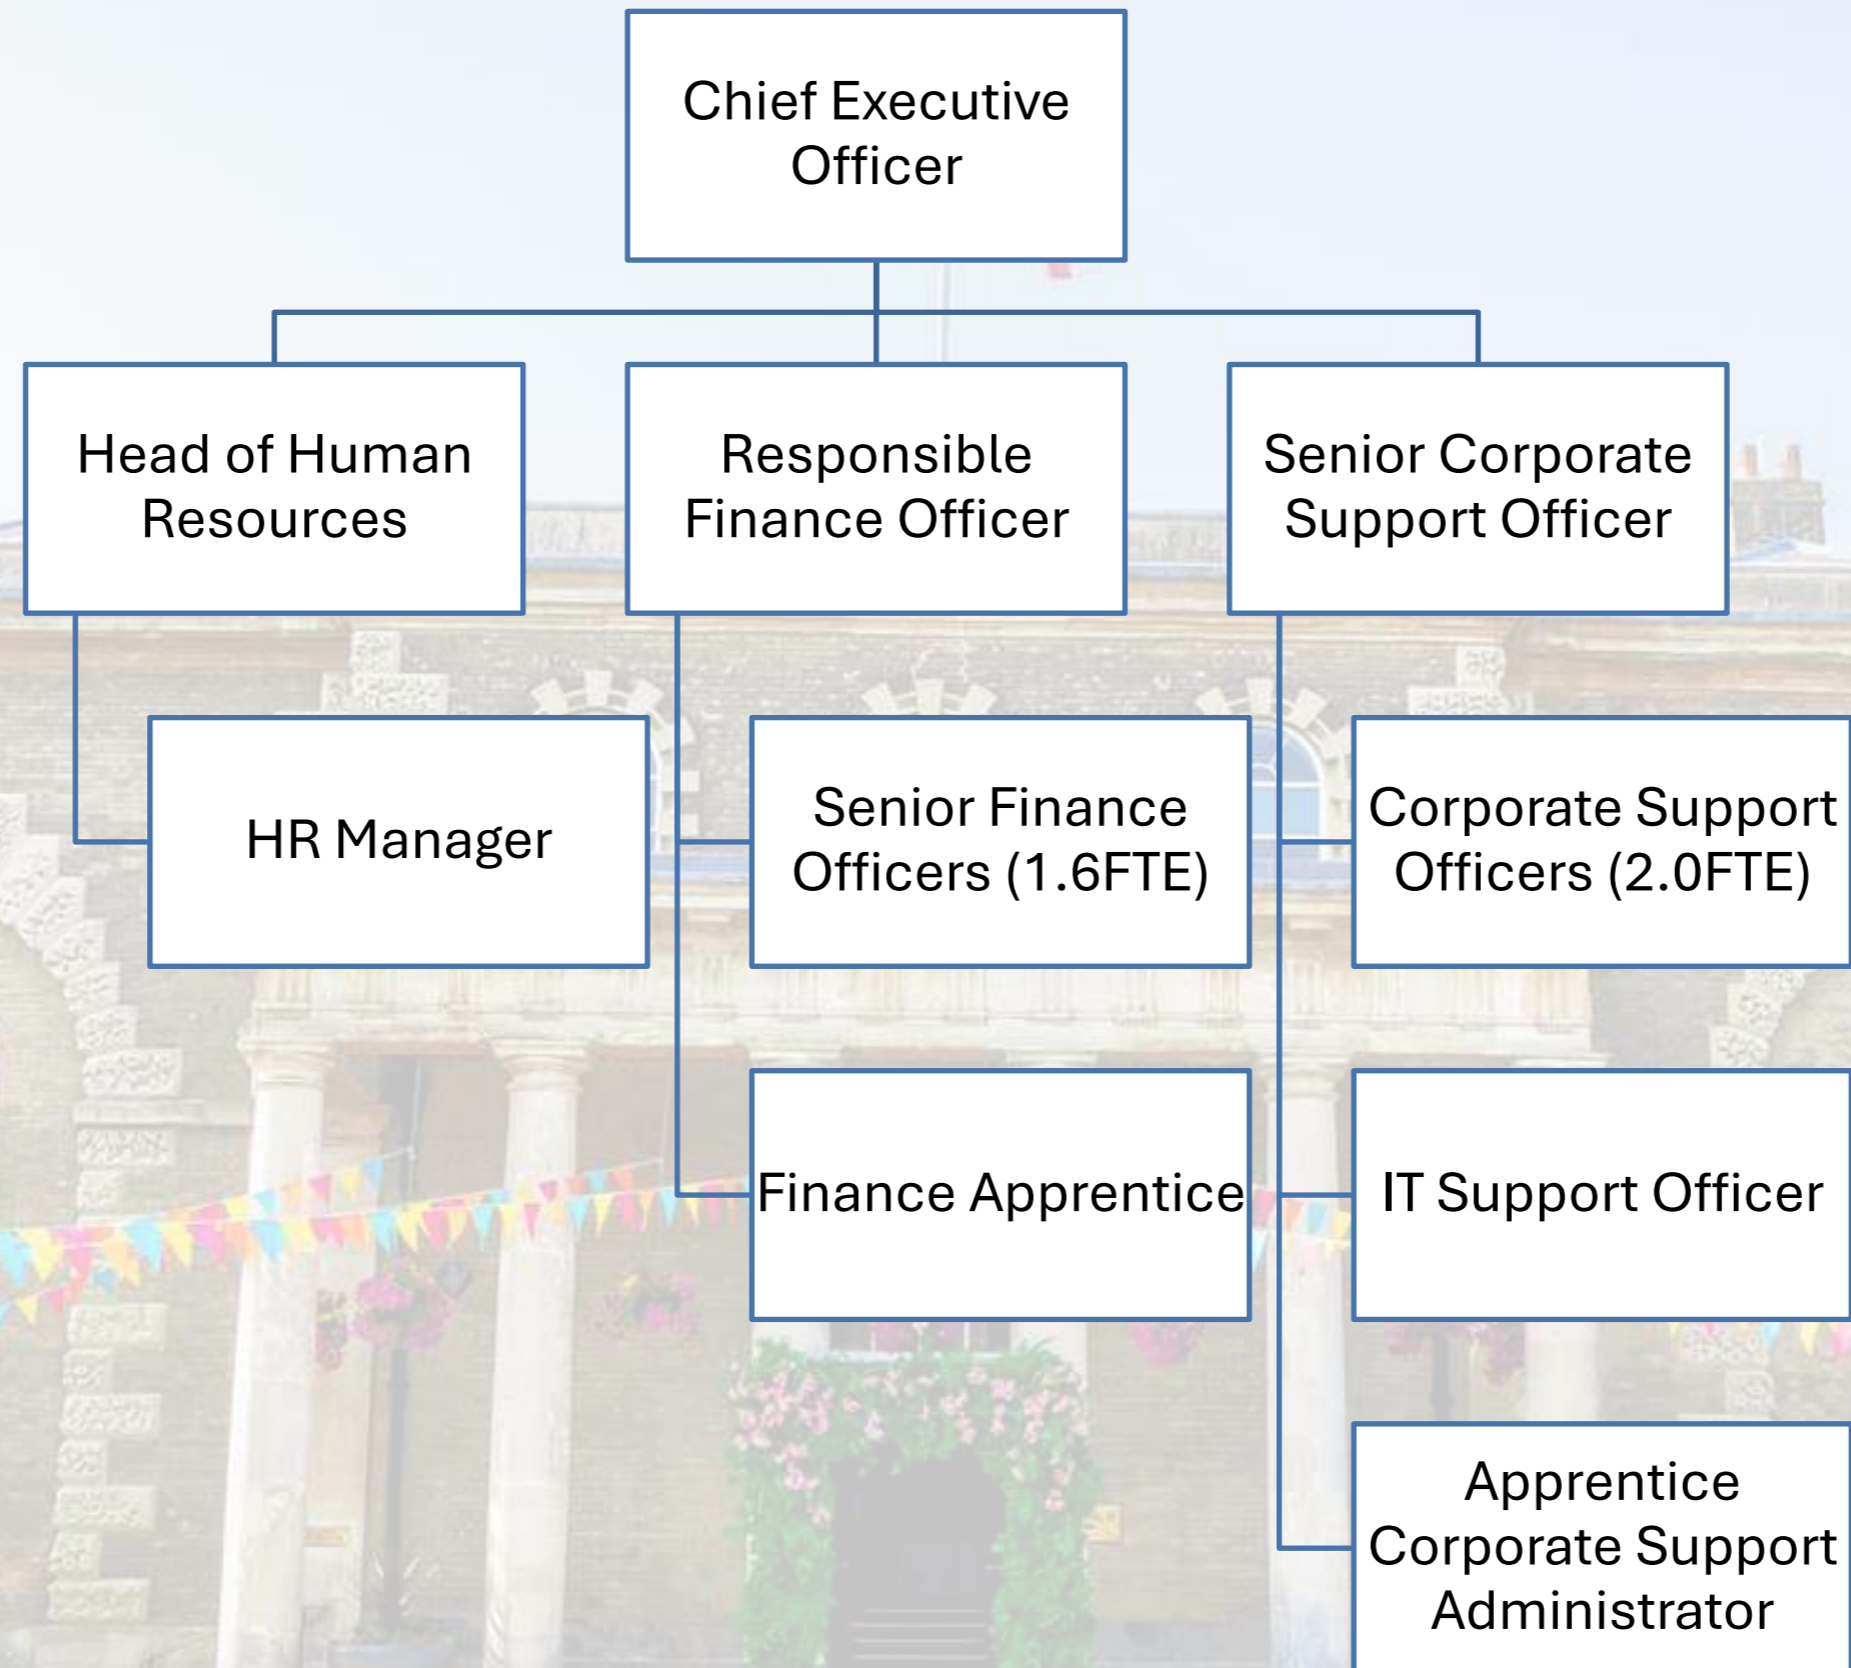 Chief Executive
Officer
Head of Human
Resources
Responsible
Finance Officer
Senior Corporate
Support Officer
HR Manager
Senior Finance
Officers (1.6FTE)
Corporate Support
Officers (2.0FTE)
Finance Apprentice
IT Support Officer
Apprentice
Corporate Support
Administrator